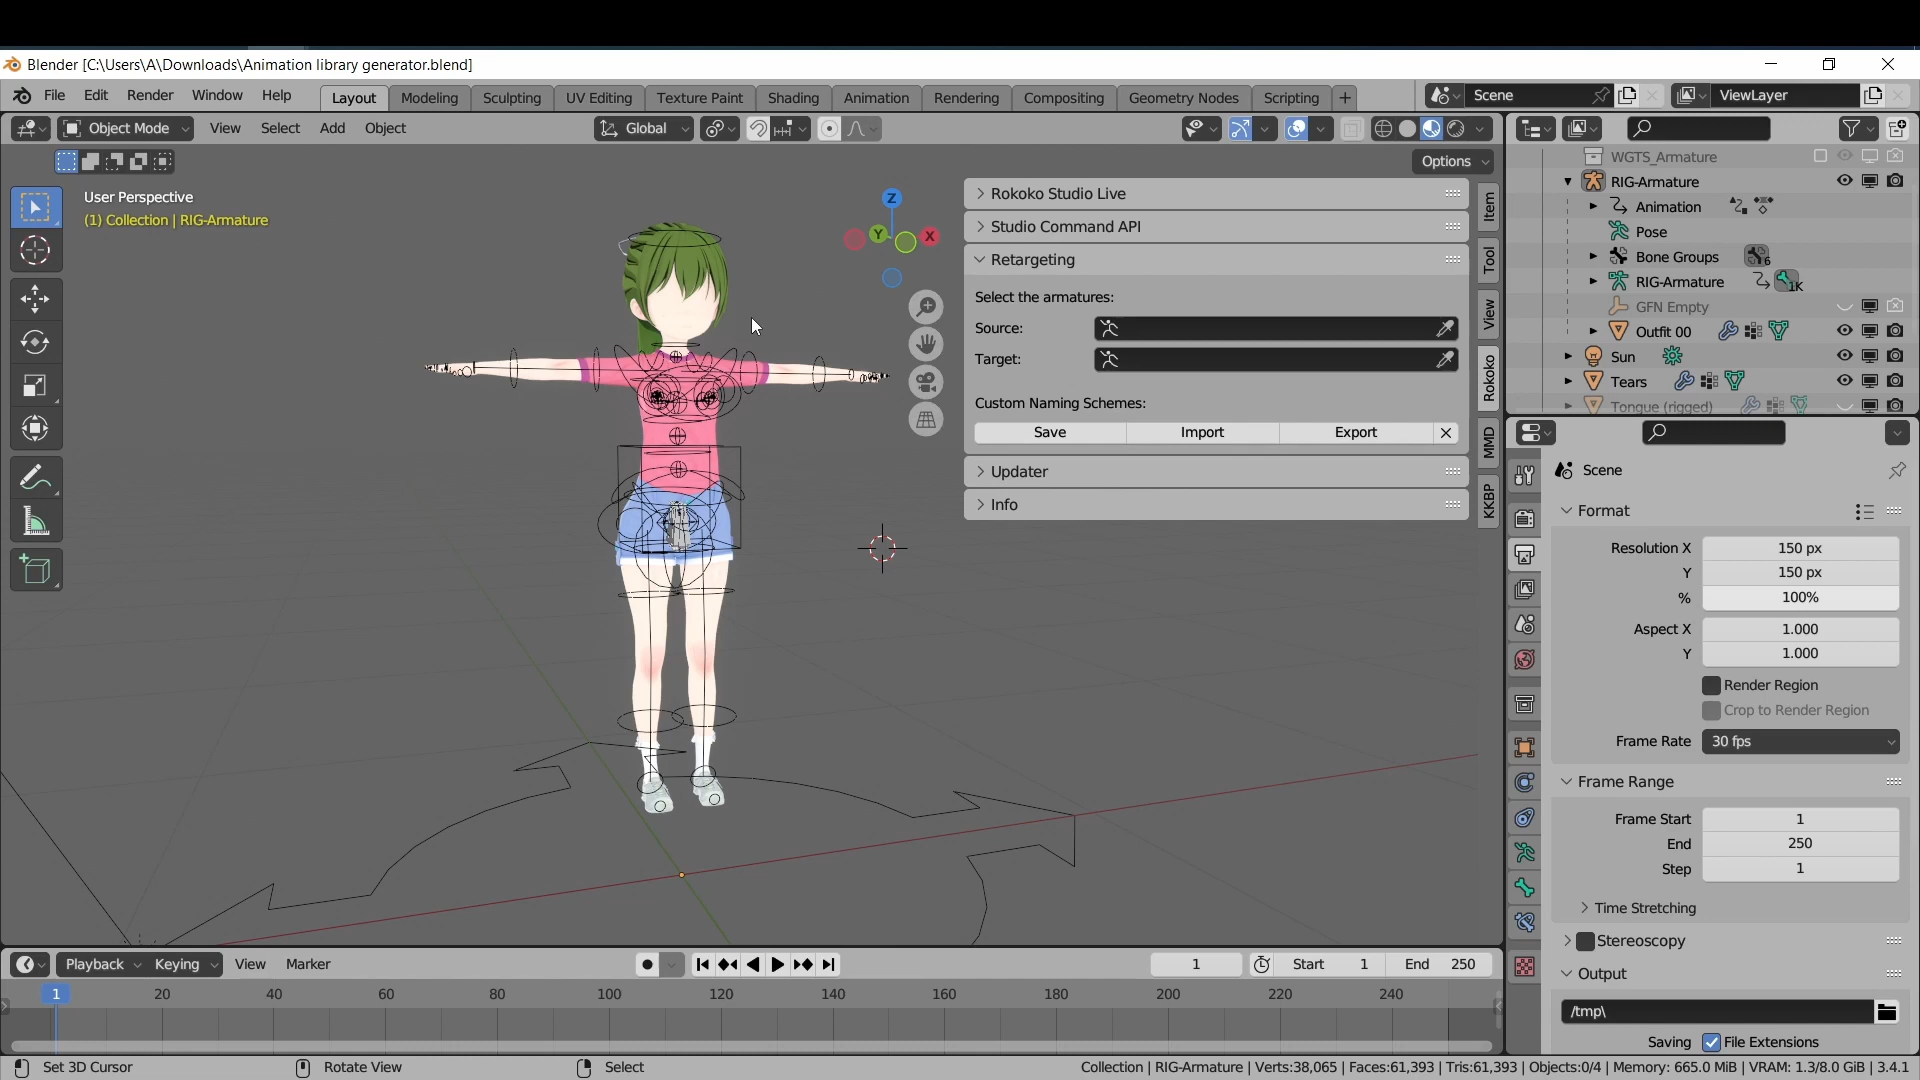 Blender [C:\Users\A\Downloads\Animation library generator.blend]
File Edit Render Window Help
Layout Modeling Sculpting UV Editing Texture Paint Shading Animation Rendering Compositing Geometry Nodes Scripting +
Scene
ViewLayer
Object Mode View Select Add Object
Global
Options
User Perspective
(1) Collection | RIG-Armature
Z
Y
X
Rokoko Studio Live
Studio Command API
Retargeting
Select the armatures:
Source:
Target:
Custom Naming Schemes:
Save Import Export
Updater
Info
Item
Tool
View
Rokoko
MMD
KKBP
WGTS_Armature
RIG-Armature
Animation
Pose
Bone Groups 6
RIG-Armature 1K
GFN Empty
Outfit 00
Sun
Tears
Tongue (rigged)
Scene
Format
Resolution X 150 px
Y 150 px
% 100%
Aspect X 1.000
Y 1.000
Render Region
Crop to Render Region
Frame Rate 30 fps
Frame Range
Frame Start 1
End 250
Step 1
Time Stretching
Stereoscopy
Output
/tmp\
Saving File Extensions
Playback Keying View Marker
1 Start 1 End 250
1 20 40 60 80 100 120 140 160 180 200 220 240
Set 3D Cursor Rotate View Select
Collection | RIG-Armature | Verts:38,065 | Faces:61,393 | Tris:61,393 | Objects:0/4 | Memory: 665.0 MiB | VRAM: 1.3/8.0 GiB | 3.4.1